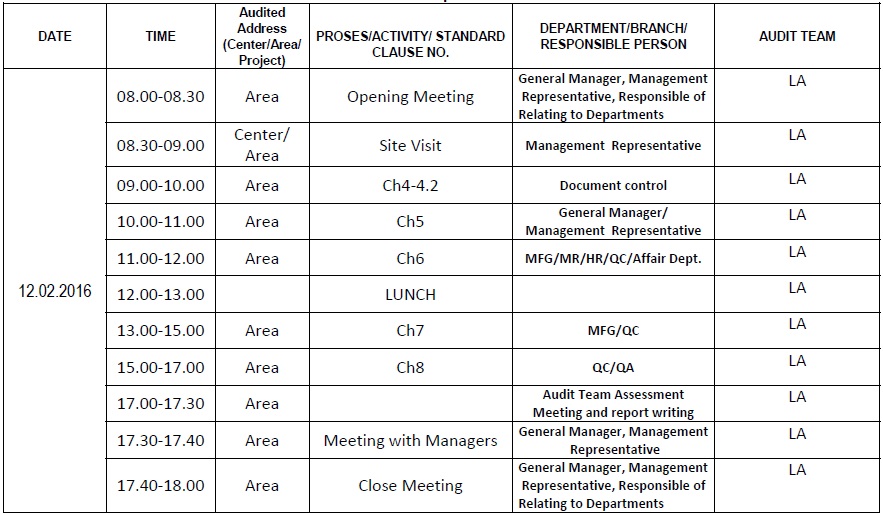 DATE
TIME
Audited
Address
(Center/Area/
Project)
PROSES/ACTIVITY/ STANDARD
CLAUSE NO.
DEPARTMENT/BRANCH/
RESPONSIBLE PERSON
AUDIT TEAM
12.02.2016
08.00-08.30
Area
Opening Meeting
General Manager, Management
Representative, Responsible of
Relating to Departments
LA
08.30-09.00
Center/
Area
Site Visit
Management Representative
LA
09.00-10.00
Area
Ch4-4.2
Document control
LA
10.00-11.00
Area
Ch5
General Manager/
Management Representative
LA
11.00-12.00
Area
Ch6
MFG/MR/HR/QC/Affair Dept.
LA
12.00-13.00
LUNCH
LA
13.00-15.00
Area
Ch7
MFG/QC
LA
15.00-17.00
Area
Ch8
QC/QA
LA
17.00-17.30
Area
Audit Team Assessment
Meeting and report writing
LA
17.30-17.40
Area
Meeting with Managers
General Manager, Management
Representative
LA
17.40-18.00
Area
Close Meeting
General Manager, Management
Representative, Responsible of
Relating to Departments
LA